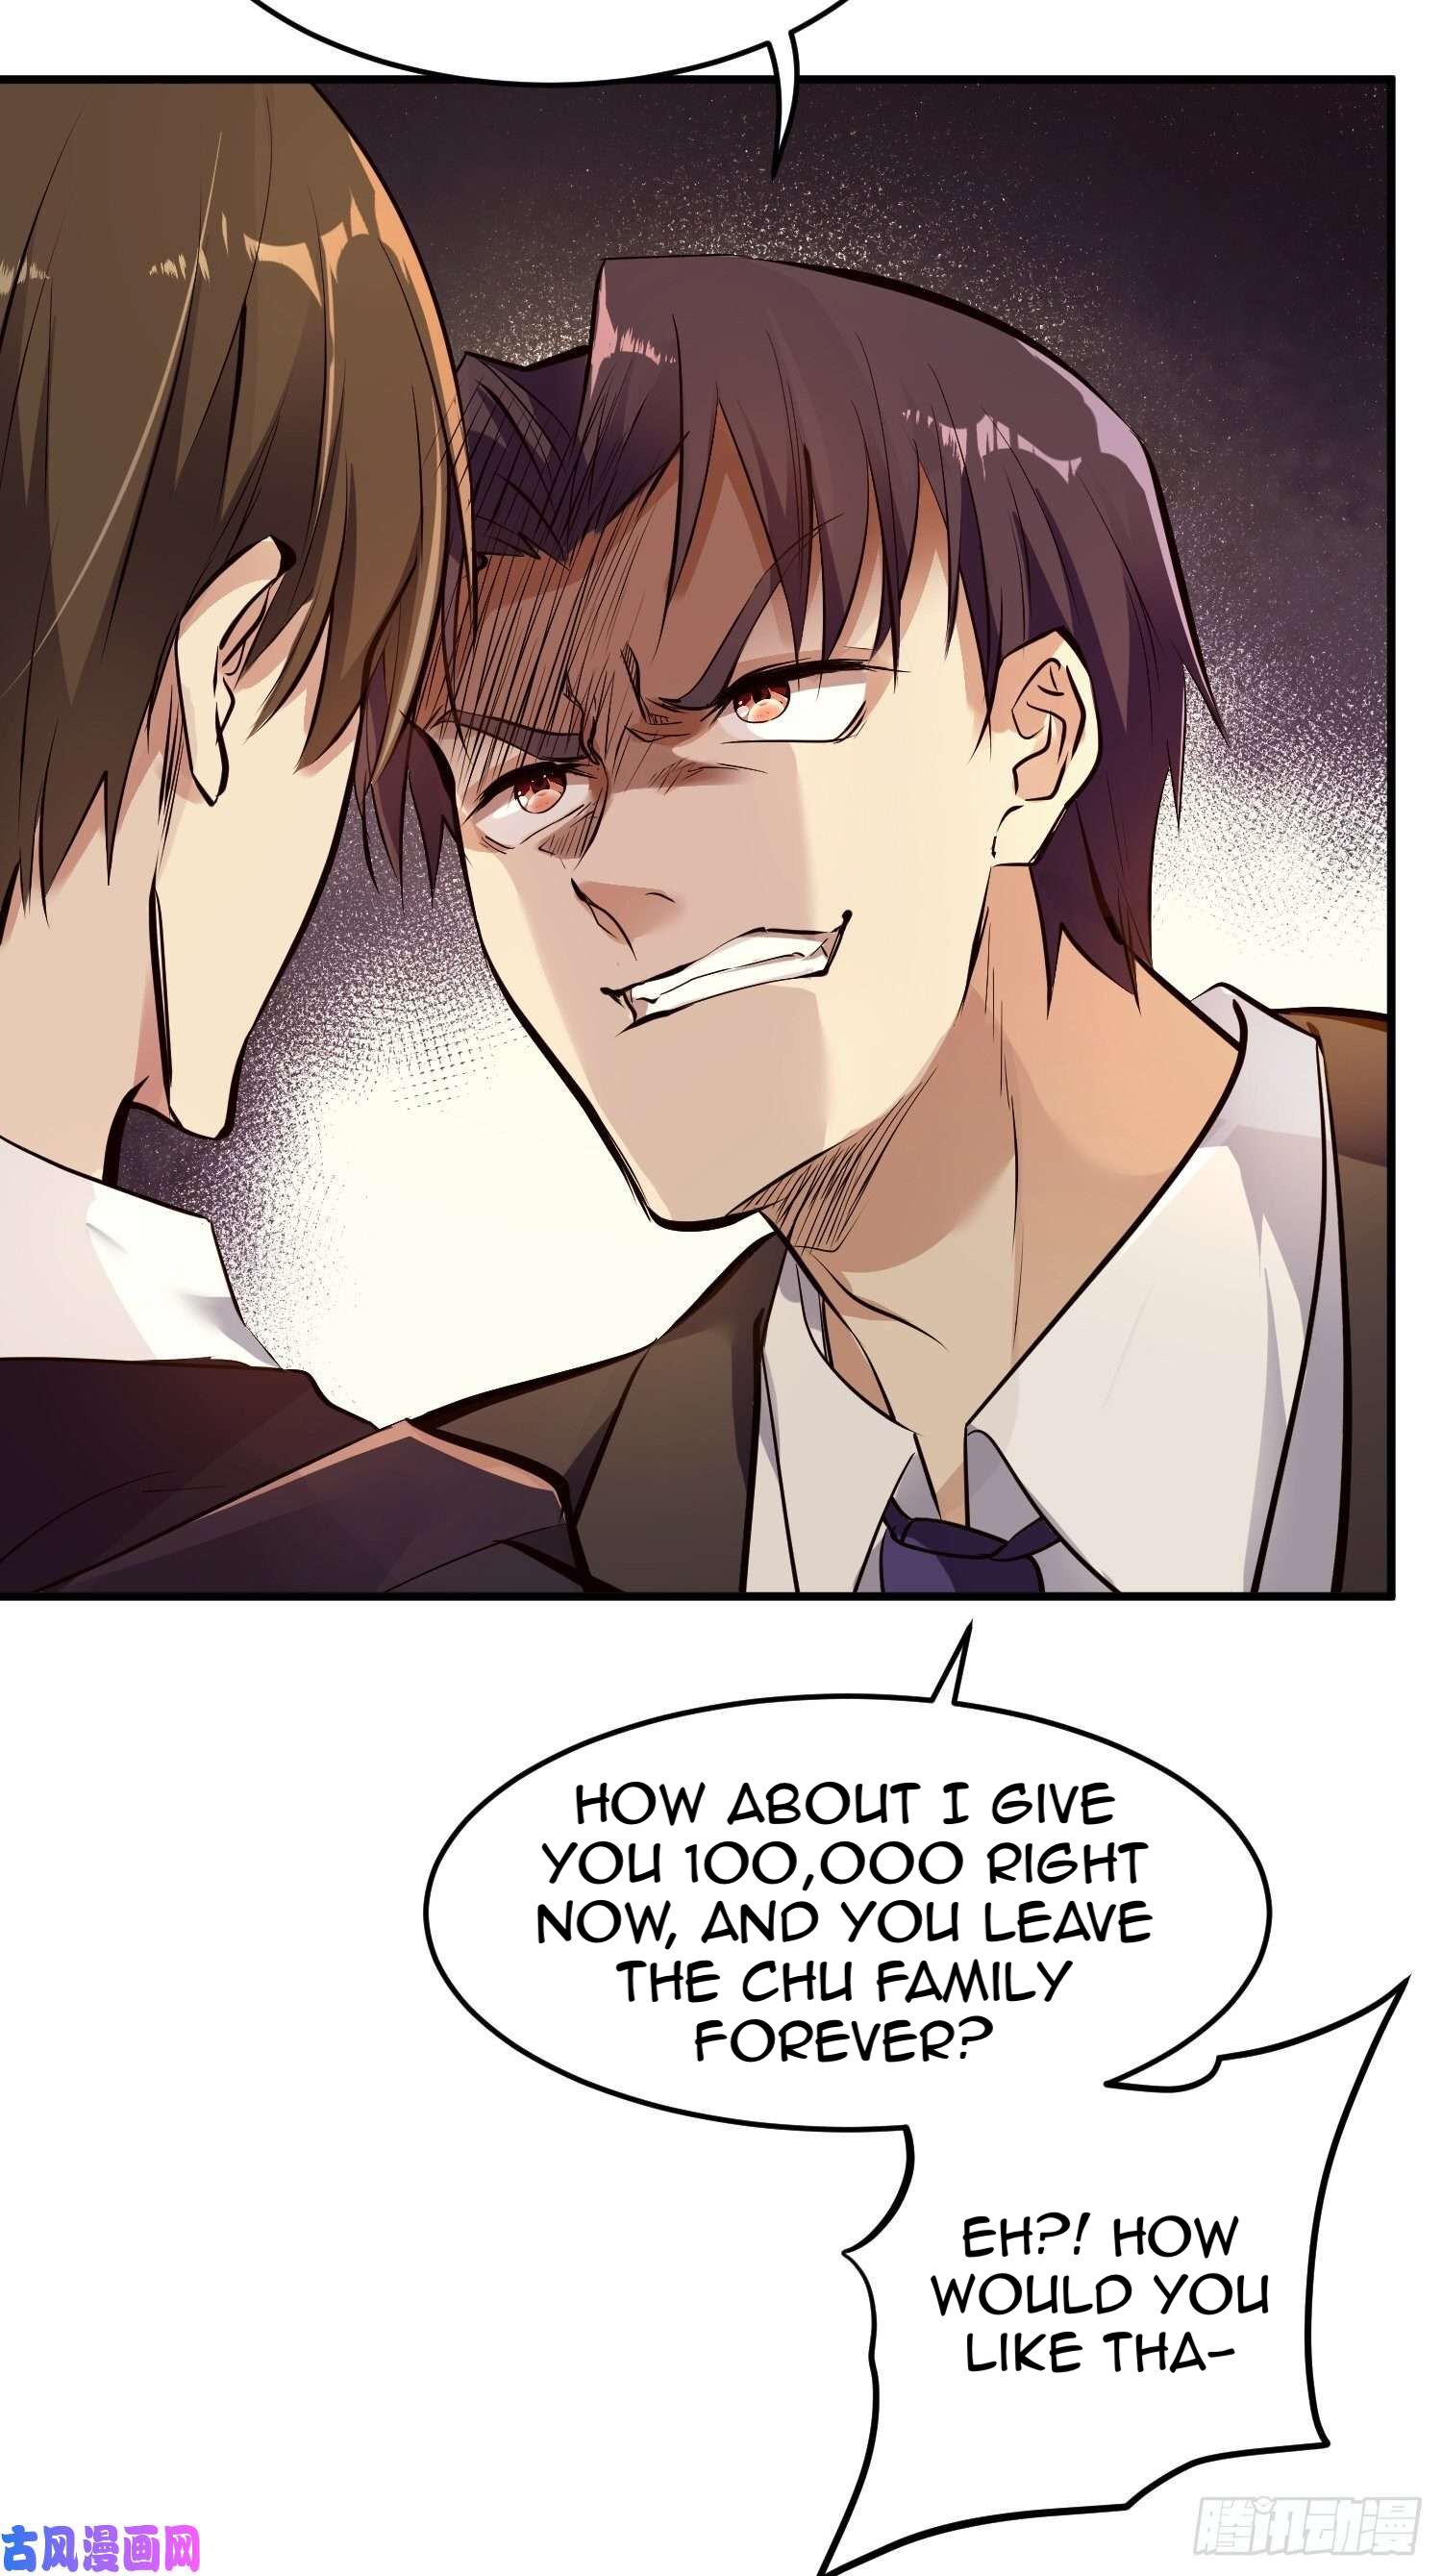 HOW ABOUT I GIVE
YOU 100,000 RIGHT
NOW, AND YOU LEAVE
THE CHU FAMILY
FOREVER?
EH?! HOW
WOULD YOU
LIKE THA-
古风漫画网
腾讯动漫